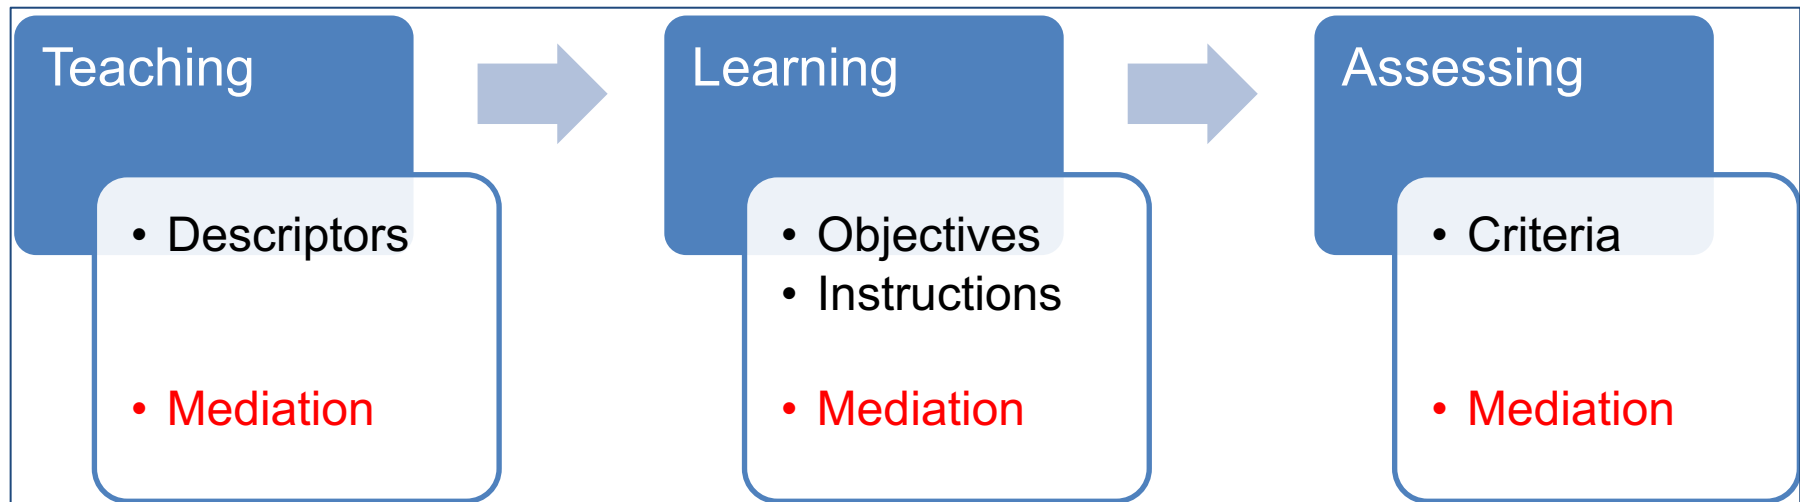 Teaching
• Descriptors
• Mediation
Learning
• Objectives
• Instructions
• Mediation
Assessing
• Criteria
• Mediation